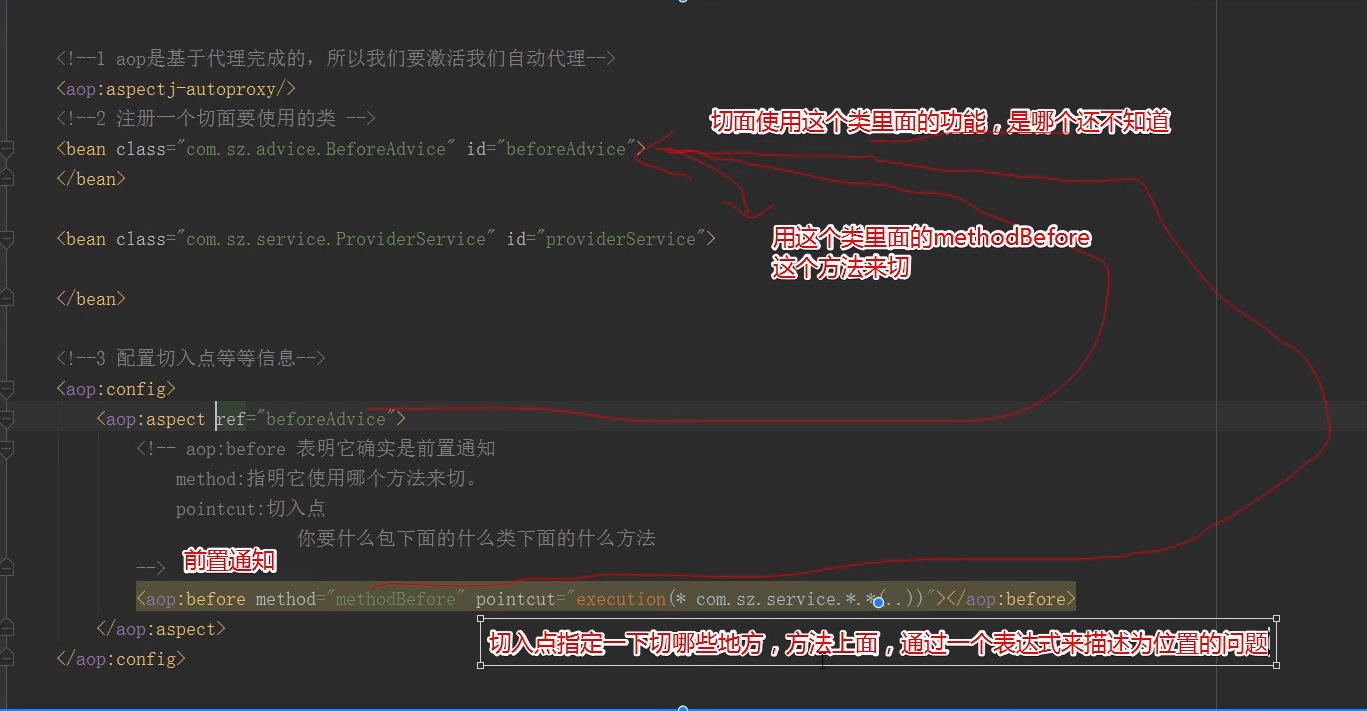 <!--1 aop是基于代理完成的，所以我们要激活我们自动代理-->
<aop:aspectj-autoproxy/>
<!--2 注册一个切面要使用的类 -->
切面使用这个类里面的功能，是哪个还不知道
<bean class="com.sz.advice.BeforeAdvice" id="beforeAdvice">
</bean>
<bean class="com.sz.service.ProviderService" id="providerService">
用这个类里面的methodBefore
这个方法来切
</bean>
<!--3 配置切入点等等信息-->
<aop:config>
<aop:aspect ref="beforeAdvice">
<!-- aop:before 表明它确实是前置通知
method:指明它使用哪个方法来切。
pointcut:切入点
你要什么包下面的什么类下面的什么方法
-->
前置通知
<aop:before method="methodBefore" pointcut="execution(* com.sz.service.*.*(..))"></aop:before>
</aop:aspect>
切入点指定一下切哪些地方，方法上面，通过一个表达式来描述为位置的问题
</aop:config>